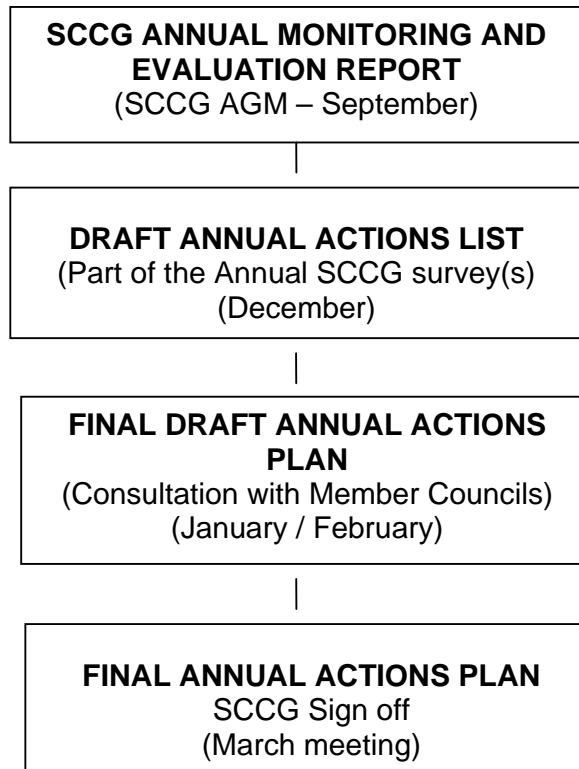 SCCG ANNUAL MONITORING AND
EVALUATION REPORT
(SCCG AGM – September)
DRAFT ANNUAL ACTIONS LIST
(Part of the Annual SCCG survey(s)
(December)
FINAL DRAFT ANNUAL ACTIONS
PLAN
(Consultation with Member Councils)
(January / February)
FINAL ANNUAL ACTIONS PLAN
SCCG Sign off
(March meeting)